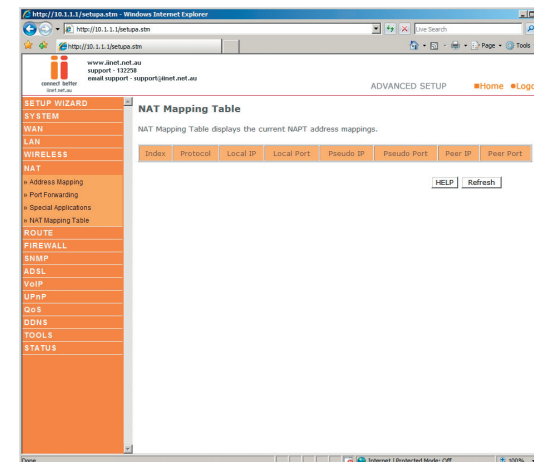 http://10.1.1.1/setupa.stm - Windows Internet Explorer
http://10.1.1.1/setupa.stm
Live Search
http://10.1.1.1/setupa.stm
Page
Tools
www.iinet.net.au
support - 132258
email support - support@iinet.net.au
connect better
iinet.net.au
ADVANCED SETUP
Home
Logo
SETUP WIZARD
SYSTEM
WAN
LAN
WIRELESS
NAT
» Address Mapping
» Port Forwarding
» Special Applications
» NAT Mapping Table
ROUTE
FIREWALL
SNMP
ADSL
VoIP
UPnP
QoS
DDNS
TOOLS
STATUS
NAT Mapping Table
NAT Mapping Table displays the current NAPT address mappings.
Index Protocol Local IP Local Port Pseudo IP Pseudo Port Peer IP Peer Port
HELP Refresh
Done
Internet | Protected Mode: Off
100%